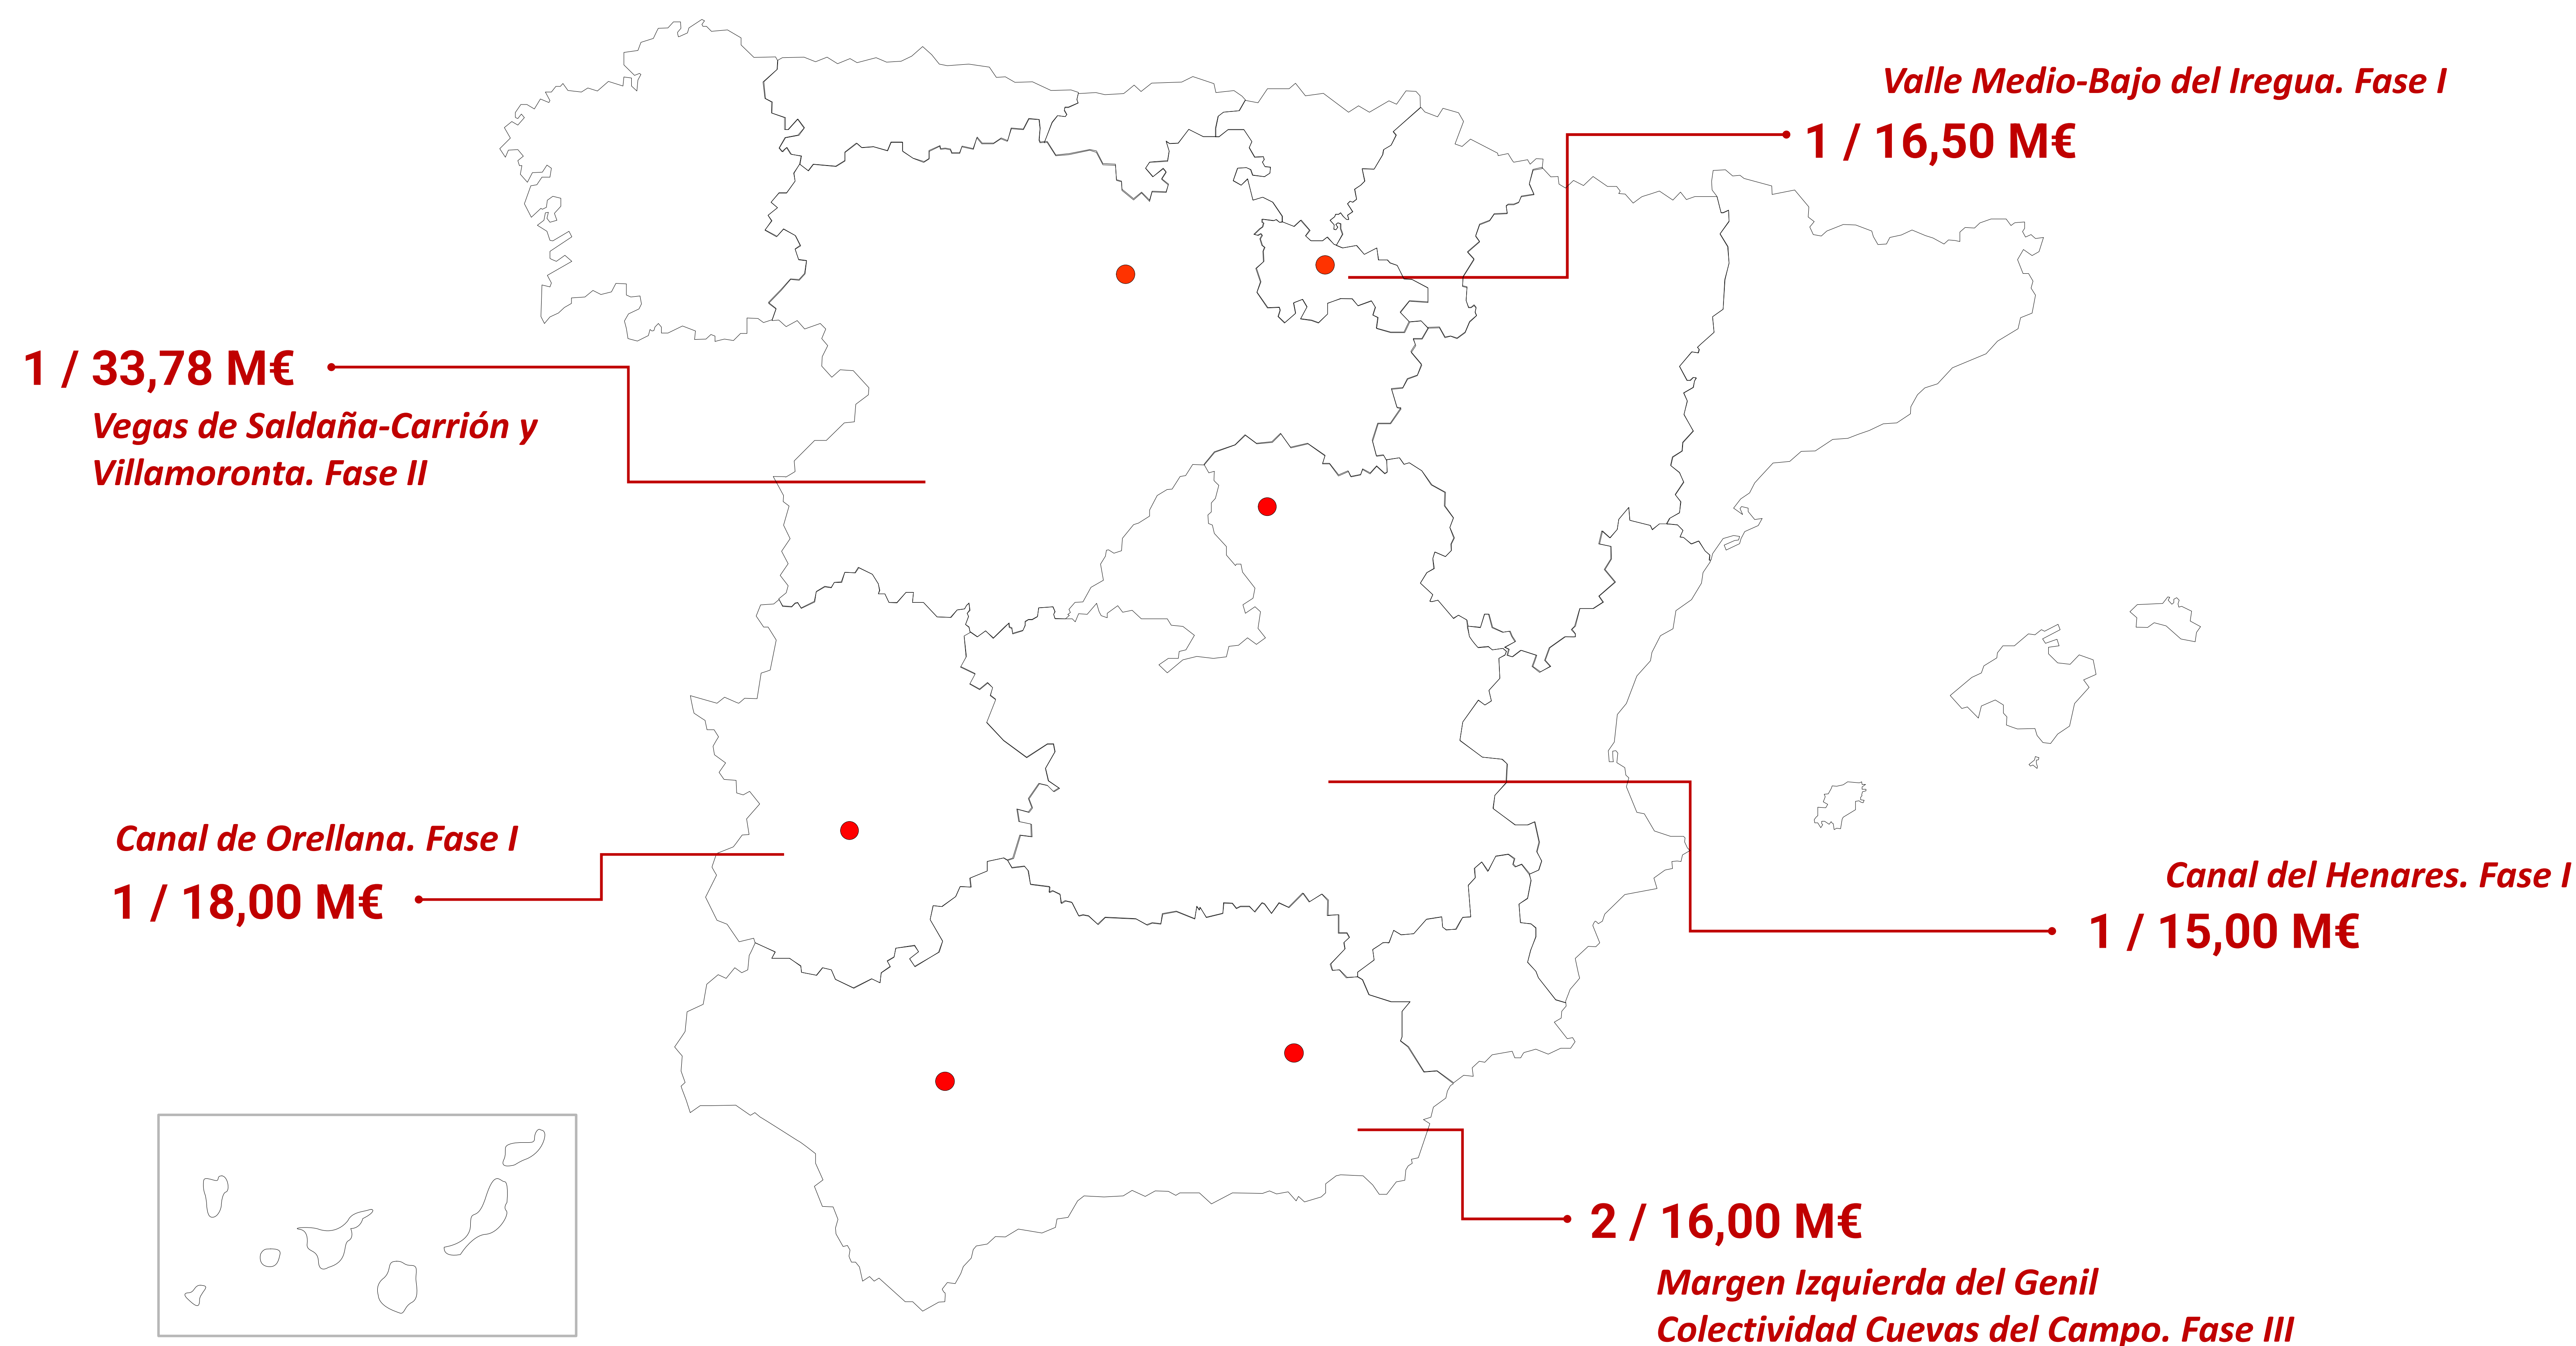 Valle Medio-Bajo del Iregua. Fase I
1 / 16,50 M€
1 / 33,78 M€
Vegas de Saldaña-Carrión y
Villamoronta. Fase II
Canal de Orellana. Fase I
1 / 18,00 M€
Canal del Henares. Fase I
1 / 15,00 M€
2 / 16,00 M€
Margen Izquierda del Genil
Colectividad Cuevas del Campo. Fase III